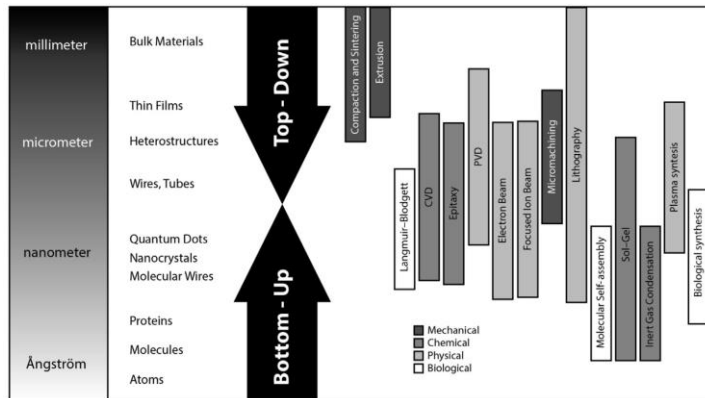 millimeter
micrometer
nanometer
Ångström
Bulk Materials
Thin Films
Heterostructures
Wires, Tubes
Quantum Dots
Nanocrystals
Molecular Wires
Proteins
Molecules
Atoms
Top - Down
Bottom - Up
Compaction and Sintering
Extrusion
Langmuir–Blodgett
CVD
Epitaxy
PVD
Electron Beam
Focused Ion Beam
Micromachining
Lithography
Molecular Self-assembly
Sol–Gel
Inert Gas Condensation
Plasma syntesis
Biological synthesis
Mechanical
Chemical
Physical
Biological